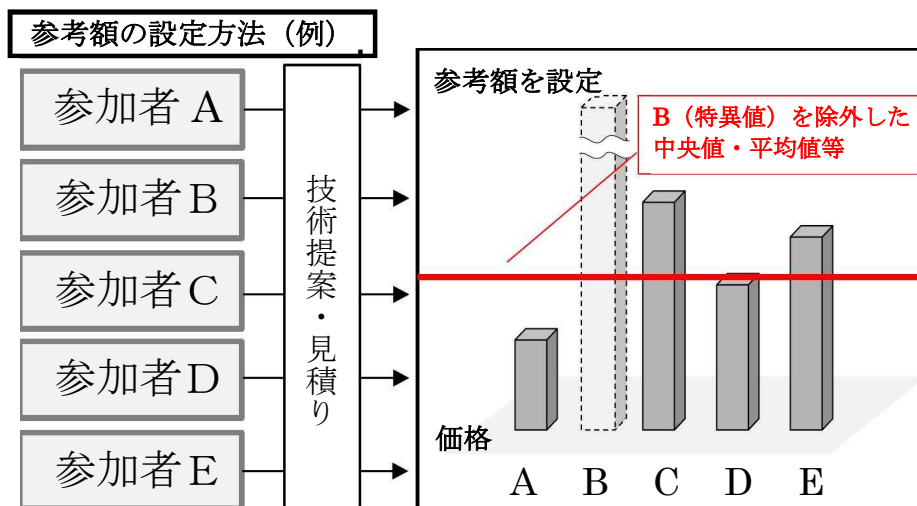 参考額の設定方法（例）
参加者A
参加者B
参加者C
参加者D
参加者E
技術提案・見積り
参考額を設定
B（特異値）を除外した
中央値・平均値等
価格
A B C D E